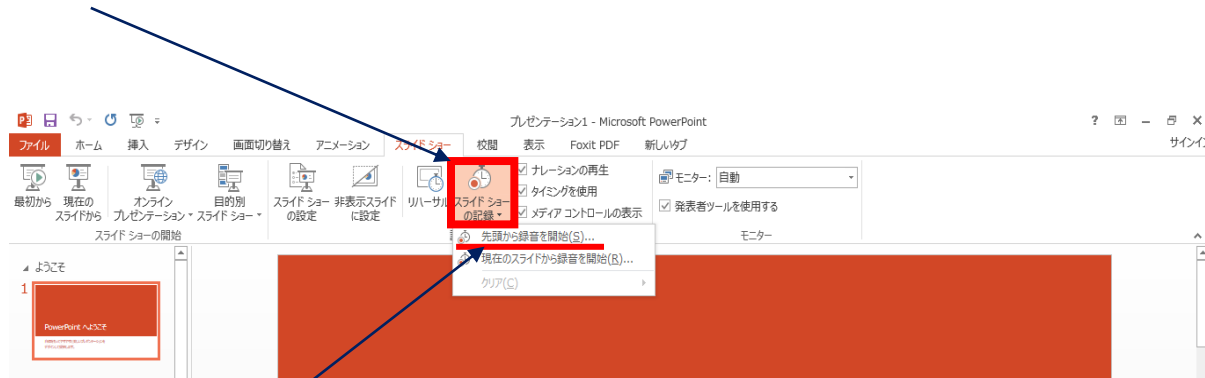 プレゼンテーション1 - Microsoft PowerPoint
?
ファイル ホーム 挿入 デザイン 画面切り替え アニメーション スライド ショー 校閲 表示 Foxit PDF 新しいタブ サインイン
最初から
現在の
スライドから
オンライン
プレゼンテーション
目的別
スライド ショー
スライド ショー
の設定
非表示スライド
に設定
リハーサル
スライド ショー
の記録
ナレーションの再生
タイミングを使用
メディア コントロールの表示
モニター: 自動
発表者ツールを使用する
スライド ショーの開始
モニター
先頭から録音を開始(S)...
現在のスライドから録音を開始(R)...
クリア(C)
ようこそ
1
PowerPoint へようこそ